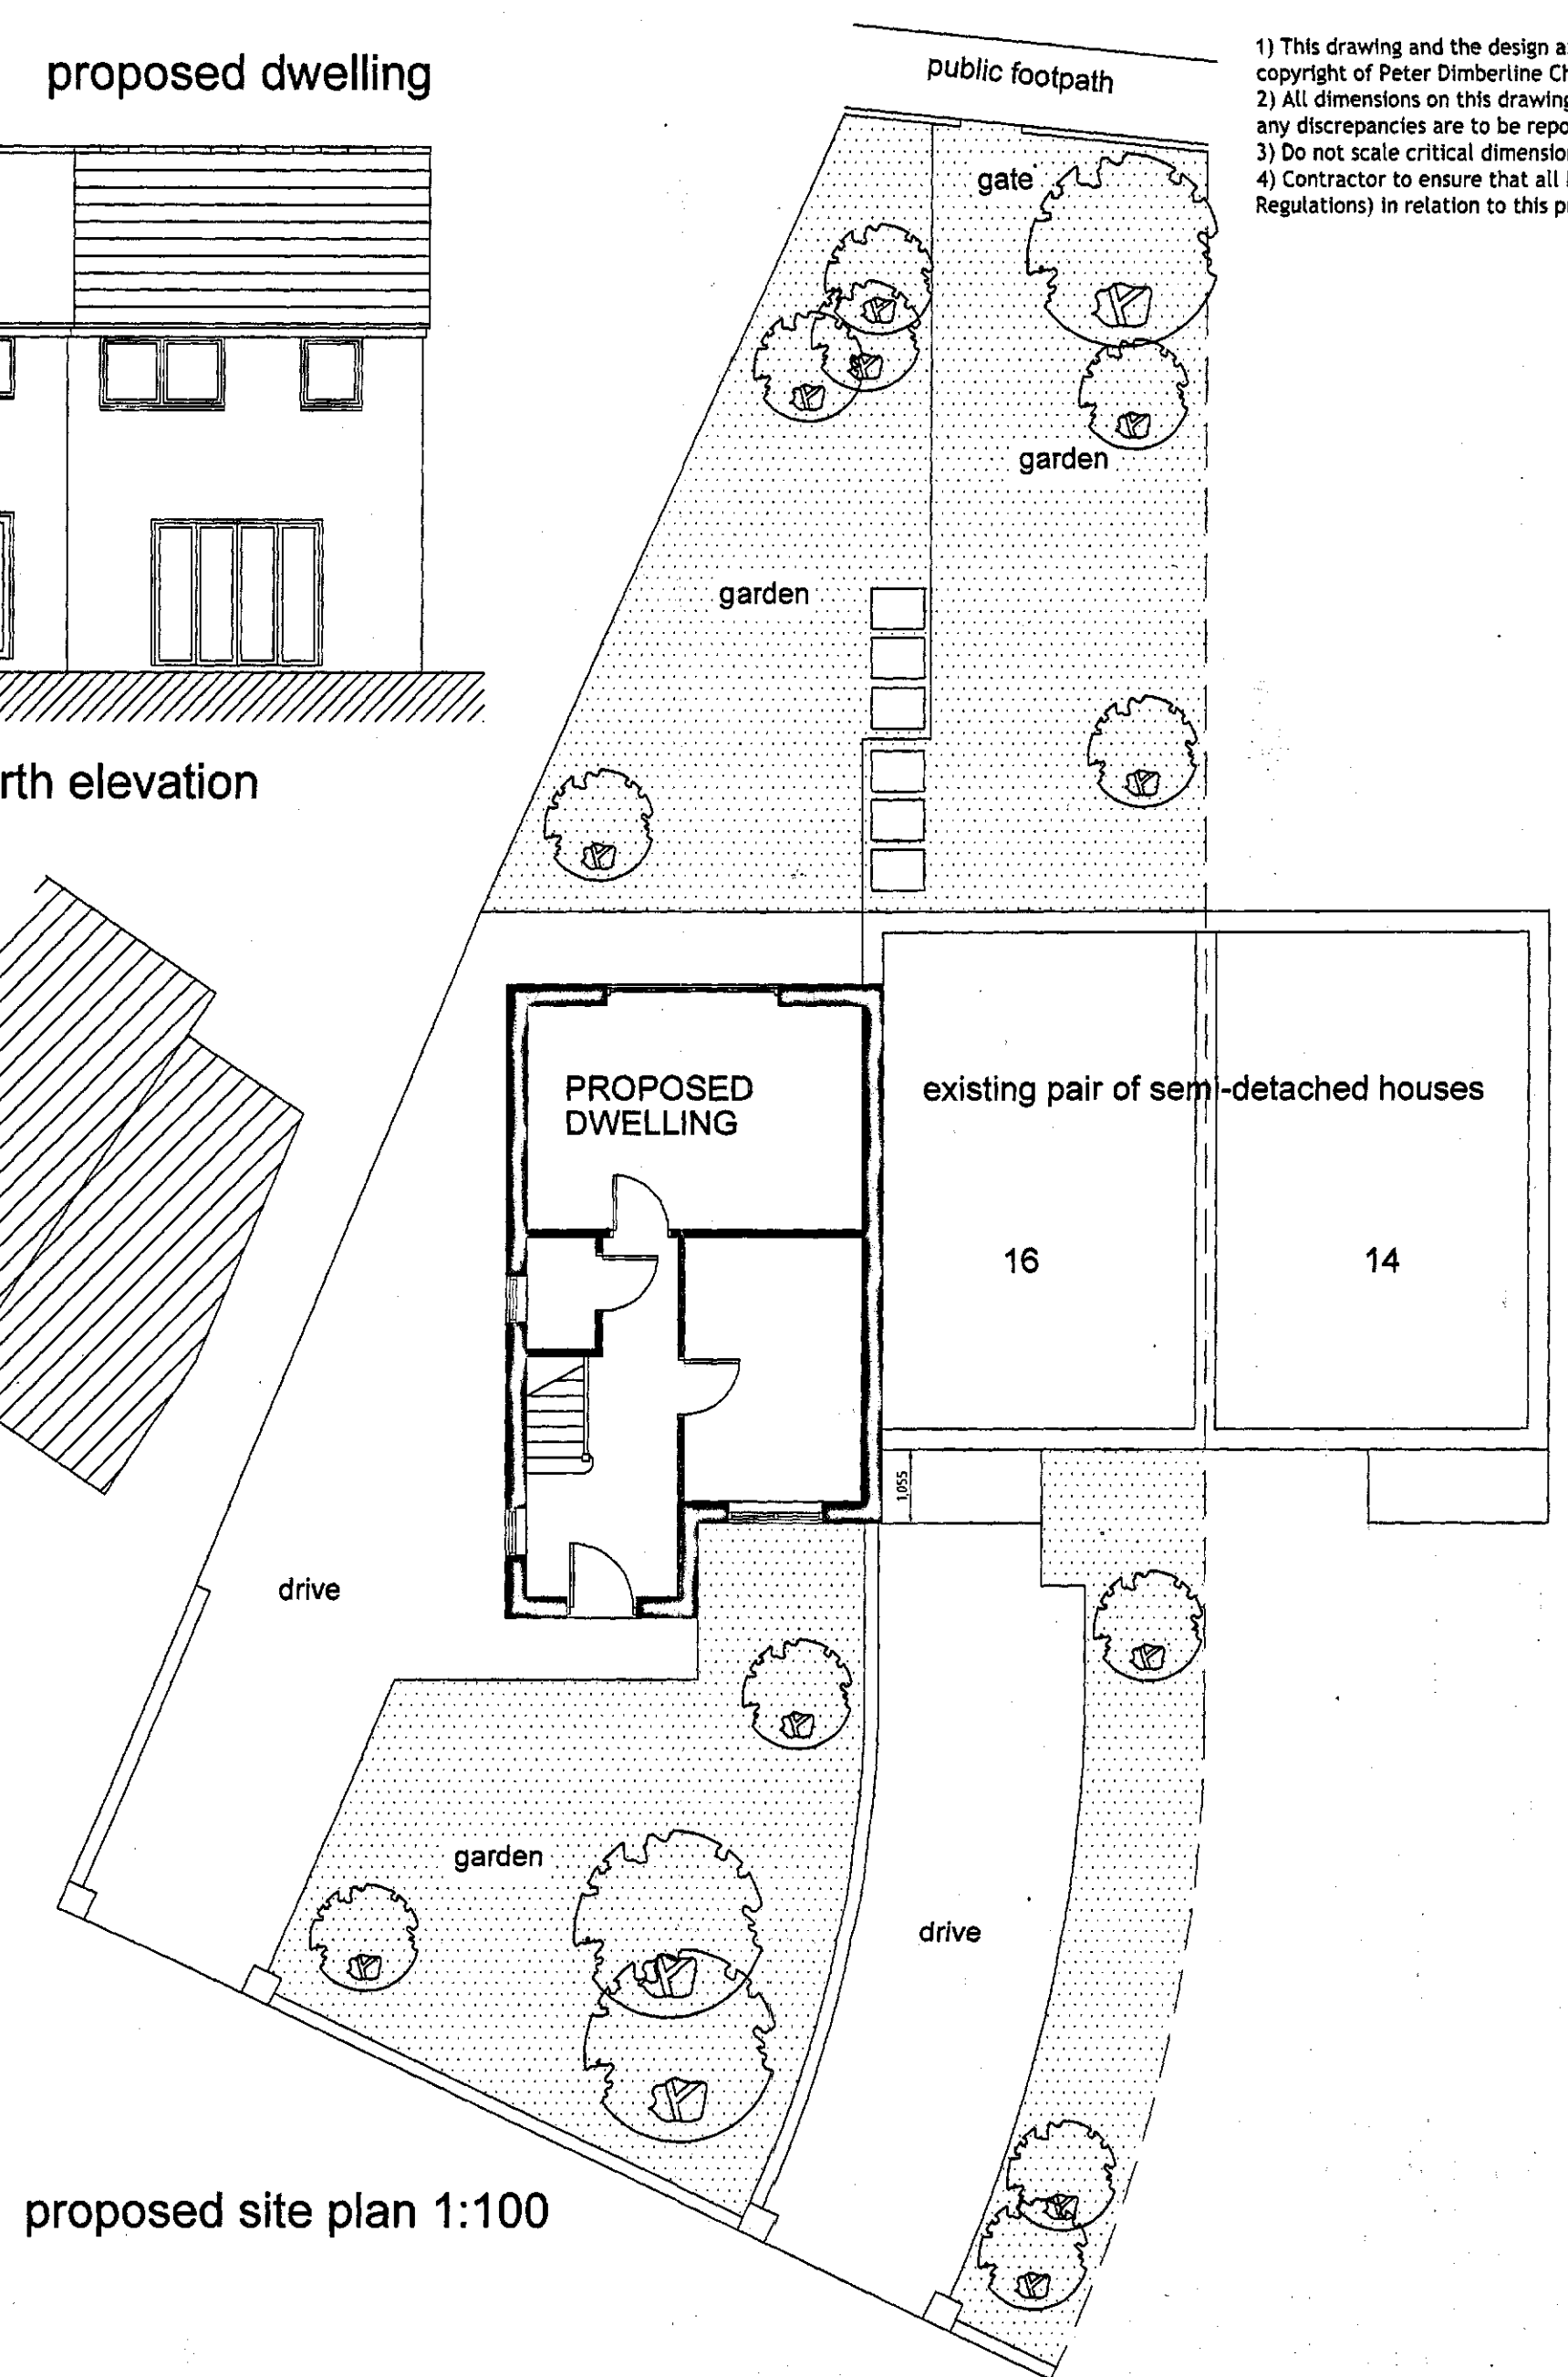 proposed dwelling
public footpath
1) This drawing and the design a
copyright of Peter Dimberline Ch
2) All dimensions on this drawing
any discrepancies are to be repo
3) Do not scale critical dimension
4) Contractor to ensure that all
Regulations) in relation to this p
gate
garden
garden
rth elevation
PROPOSED
DWELLING
existing pair of semi-detached houses
16
14
1,055
drive
garden
drive
proposed site plan 1:100